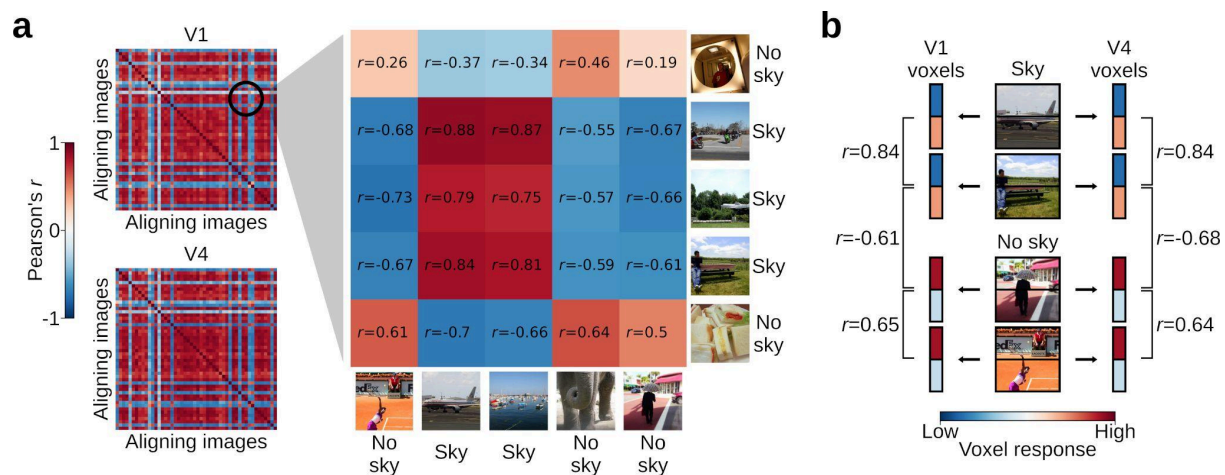 a
V1
Aligning images
Aligning images
1
0
-1
Pearson's r
V4
Aligning images
Aligning images
r=0.26 r=-0.37 r=-0.34 r=0.46 r=0.19
No
sky
r=-0.68 r=0.88 r=0.87 r=-0.55 r=-0.67
Sky
r=-0.73 r=0.79 r=0.75 r=-0.57 r=-0.66
Sky
r=-0.67 r=0.84 r=0.81 r=-0.59 r=-0.61
Sky
r=0.61 r=-0.7 r=-0.66 r=0.64 r=0.5
No
sky
No
sky
Sky
Sky
No
sky
No
sky
b
V1
voxels
Sky
V4
voxels
r=0.84
r=0.84
r=-0.61
r=-0.68
No sky
r=0.65
r=0.64
edEx
Low
High
Voxel response